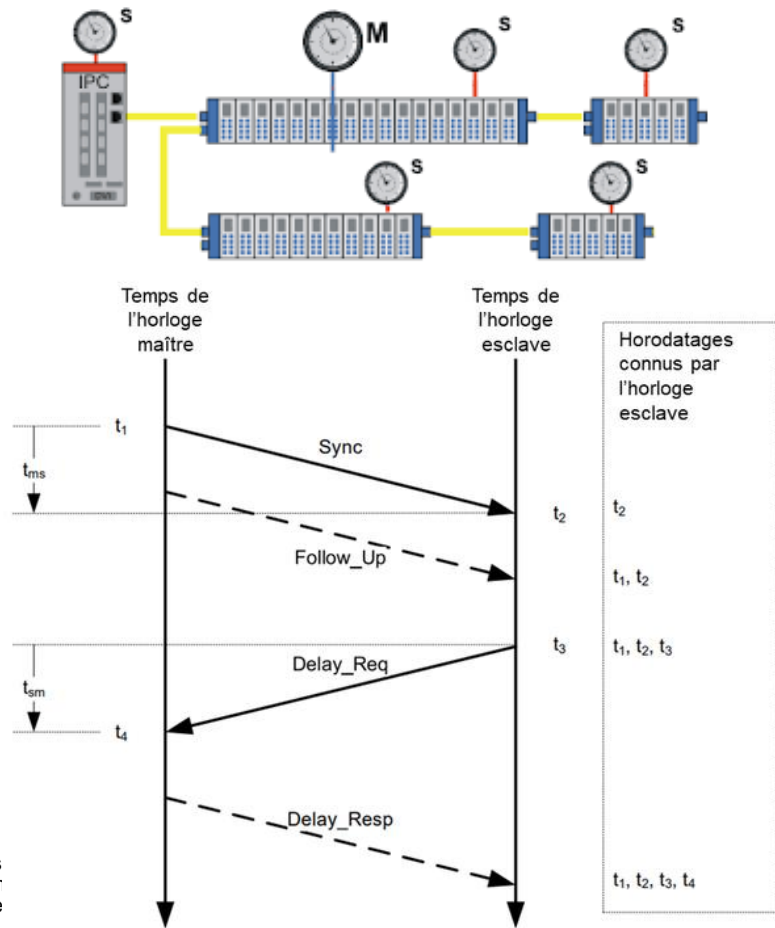 S
M
S
S
IPC
S
S
Temps de
l'horloge
maître
Temps de
l'horloge
esclave
Horodatages
connus par
l'horloge
esclave
t₁
Sync
tₘₛ
t₂
t₂
Follow_Up
t₁, t₂
t₃
t₁, t₂, t₃
Delay_Req
tₛₘ
t₄
Delay_Resp
t₁, t₂, t₃, t₄
s
e